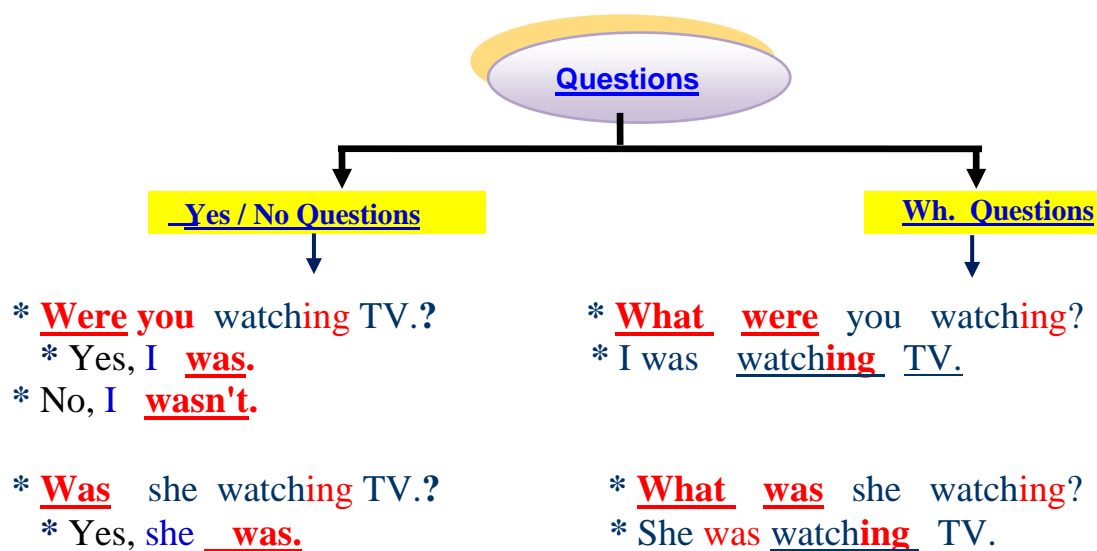 Questions
Yes / No Questions
Wh. Questions
* Were you watching TV.?
* Yes, I was.
* No, I wasn't.
* Was she watching TV.?
* Yes, she was.
* What were you watching?
* I was watching TV.
* What was she watching?
* She was watching TV.